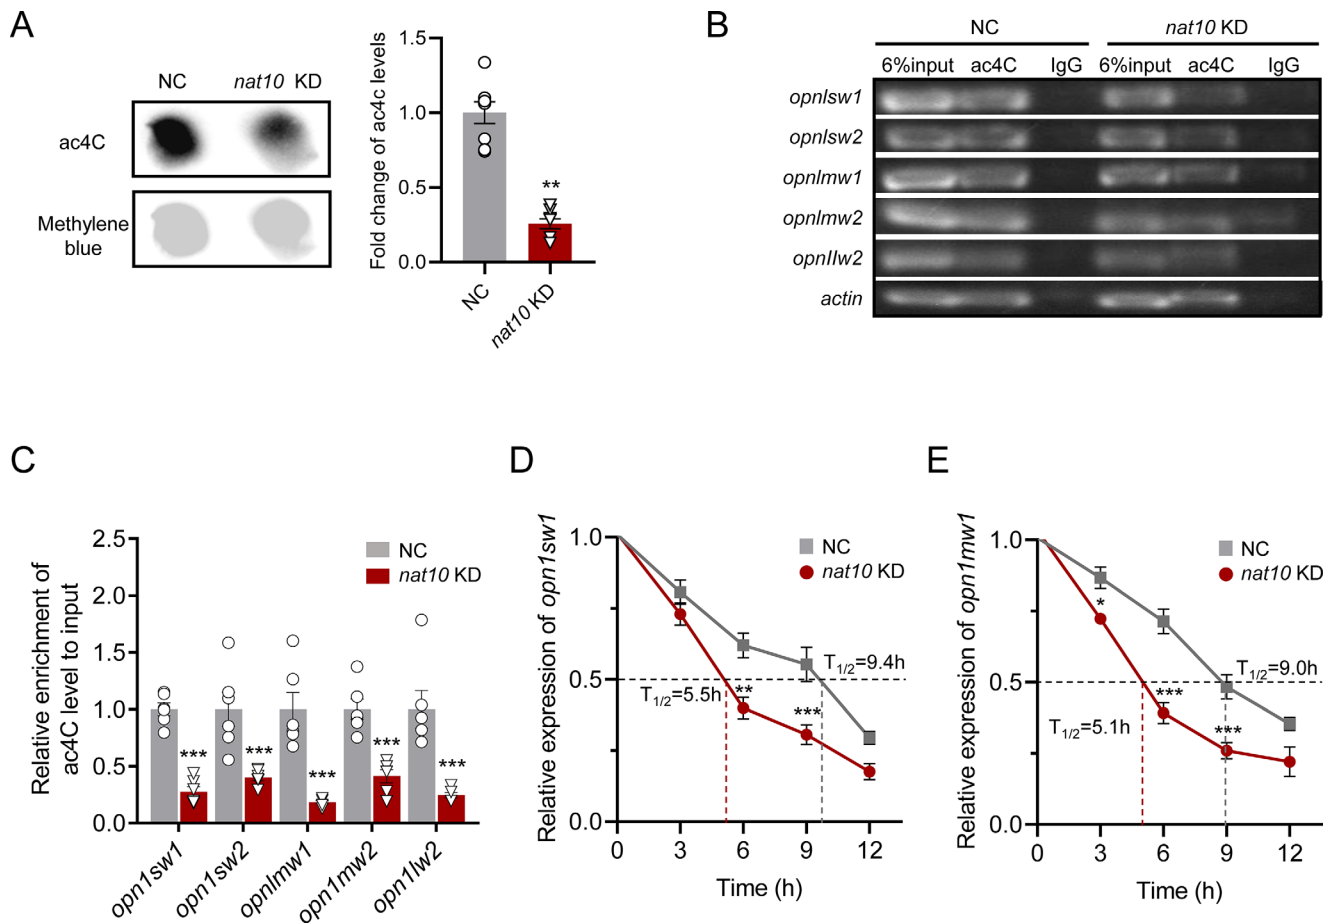 A
NC
nat10 KD
ac4C
Methylene
blue
Fold change of ac4c levels
1.5
1.0
0.5
0.0
**
NC
nat10 KD
B
NC
nat10 KD
6%input
ac4C
IgG
6%input
ac4C
IgG
opnlsw1
opnlsw2
opnlmw1
opnlmw2
opnllw2
actin
C
Relative enrichment of
ac4C level to input
2.5
2.0
1.5
1.0
0.5
0.0
NC
nat10 KD
***
***
***
***
***
opn1sw1
opn1sw2
opnlmw1
opn1mw2
opn1lw2
D
Relative expression of opn1sw1
1.0
0.5
0
NC
nat10 KD
T1/2=9.4h
T1/2=5.5h
**
***
0
3
6
9
12
Time (h)
E
Relative expression of opn1mw1
1.0
0.5
0
NC
nat10 KD
T1/2=9.0h
T1/2=5.1h
*
***
***
0
3
6
9
12
Time (h)